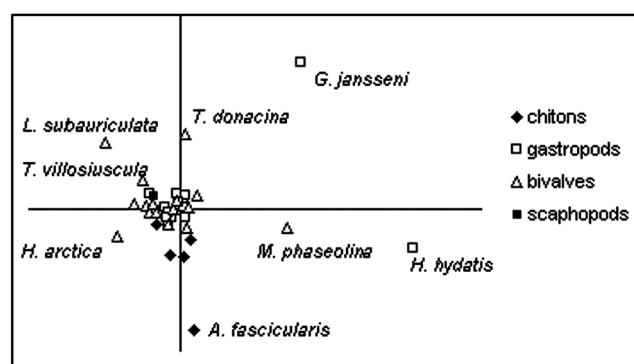 G. jansseni
T. donacina
L. subauriculata
T. villosiuscula
H. arctica
M. phaseolina
H. hydatis
A. fascicularis
chitons
gastropods
bivalves
scaphopods